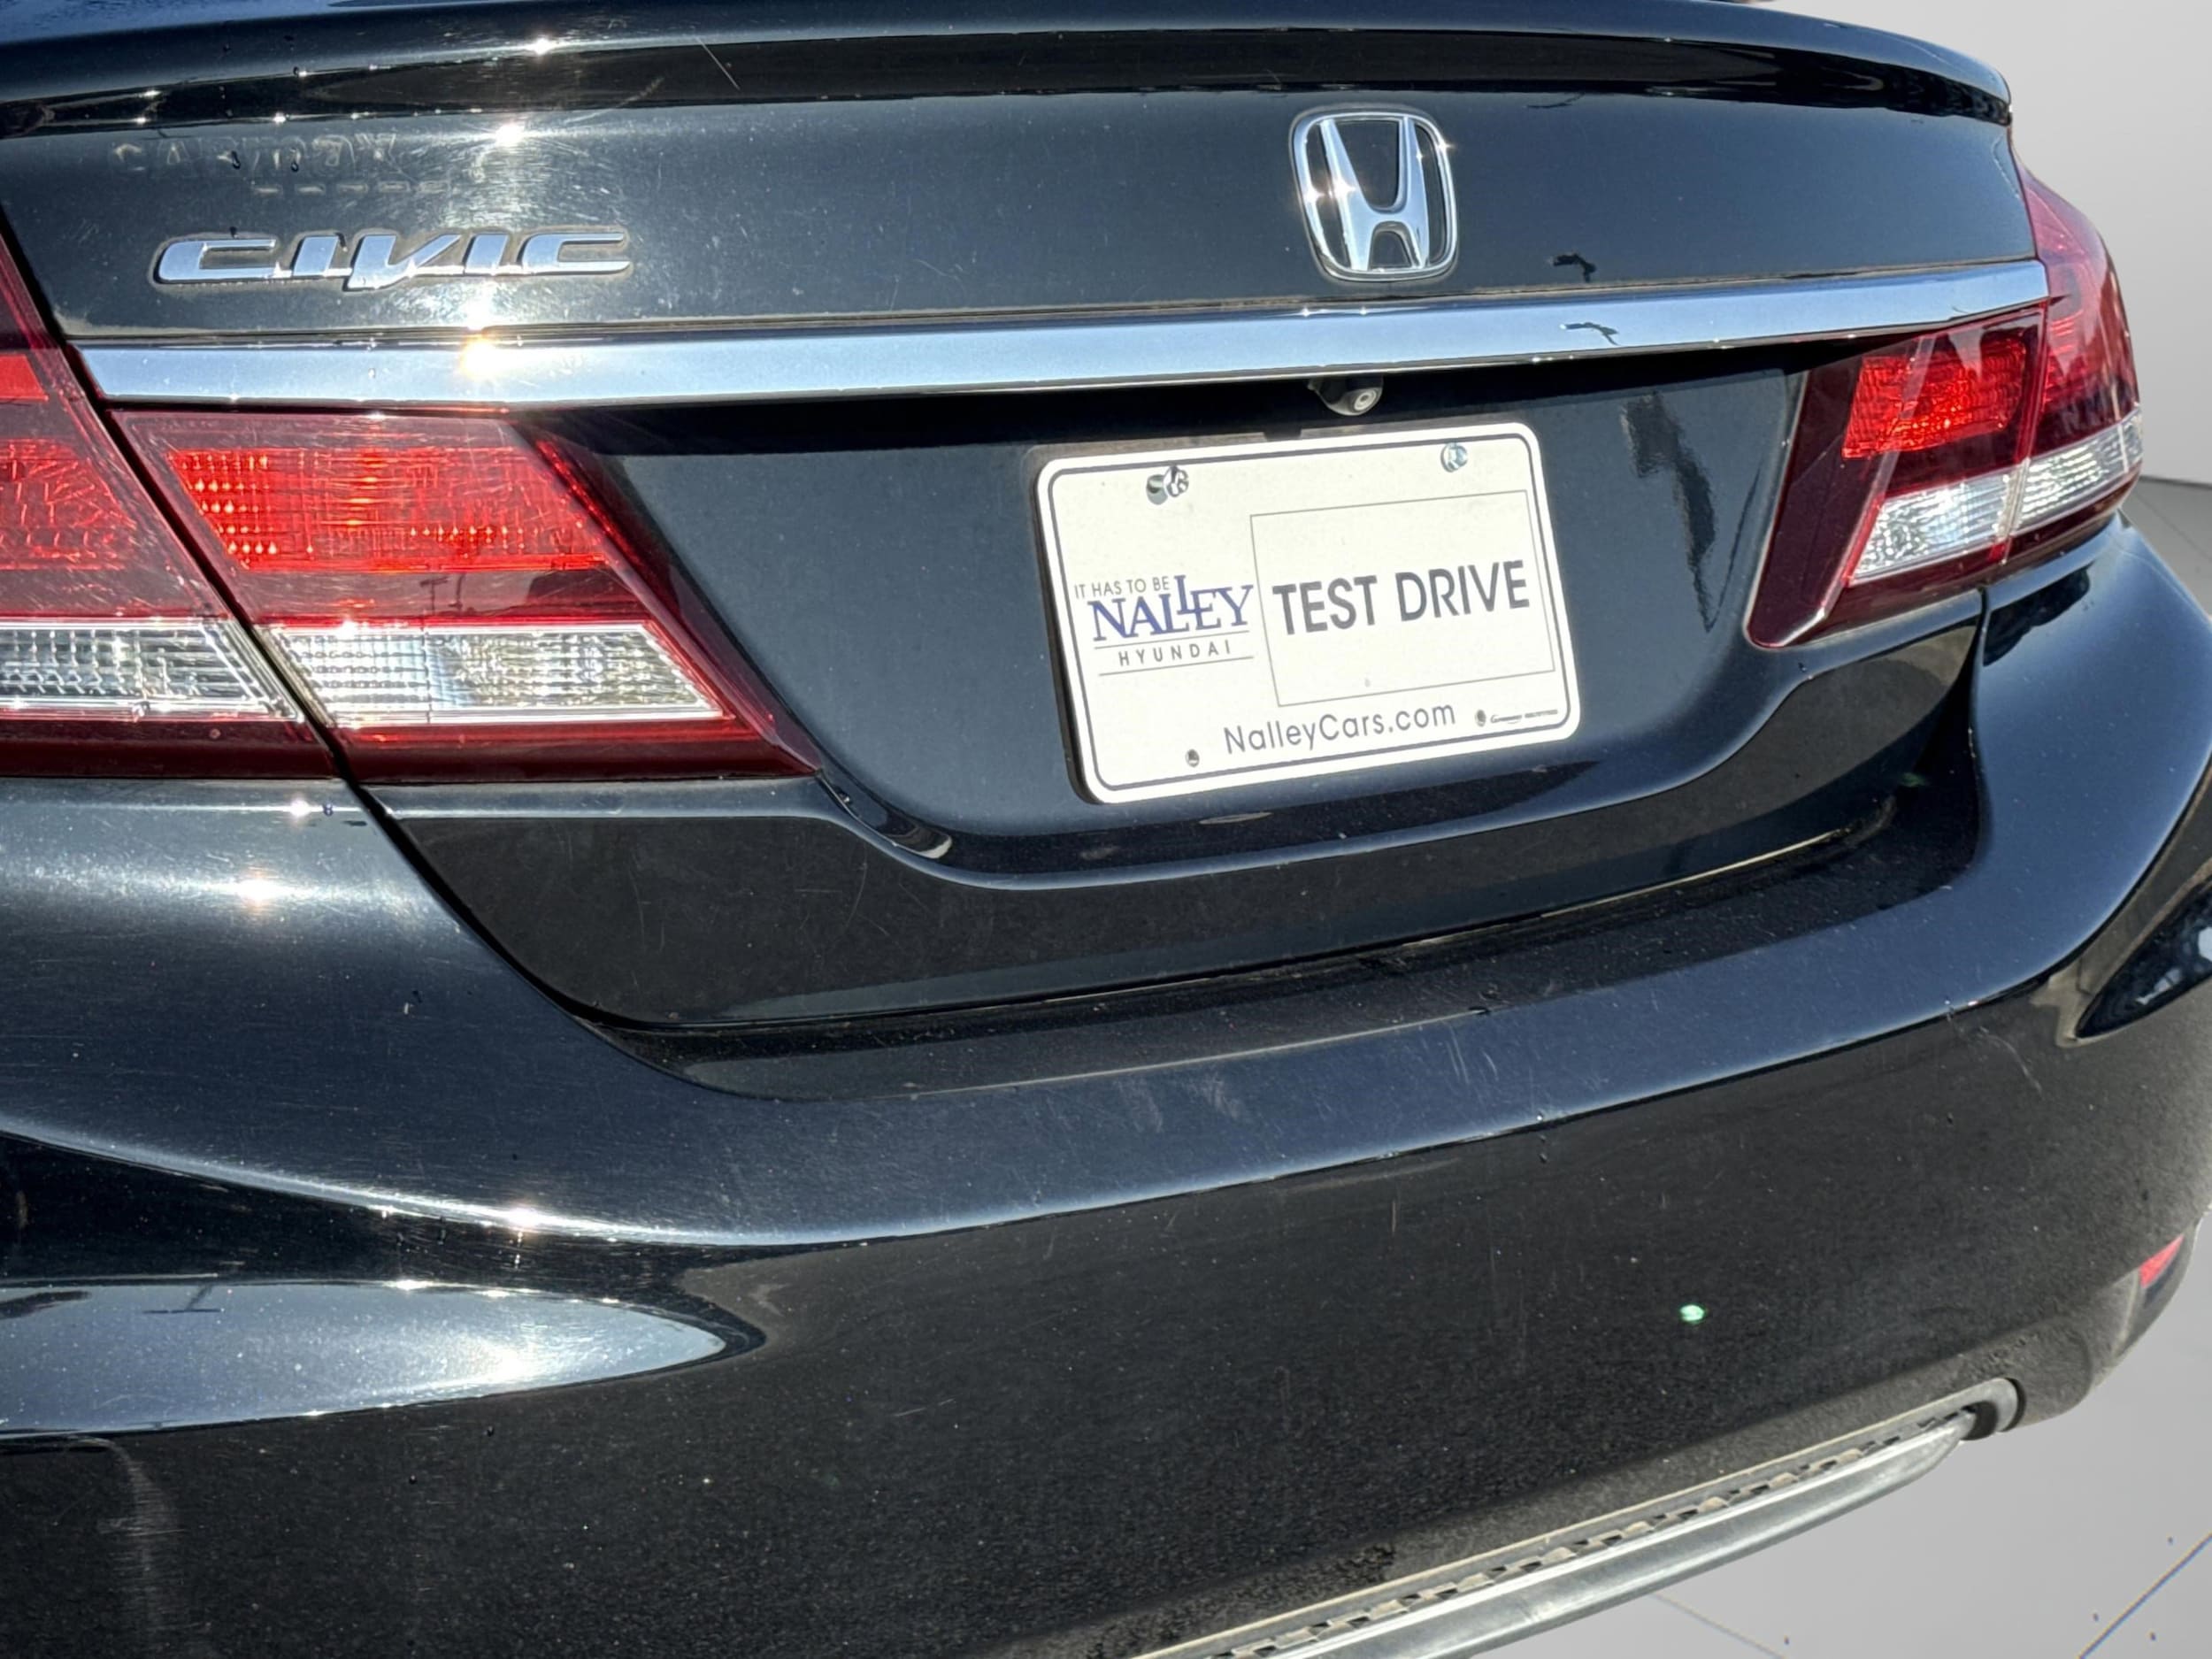 CIVIC
IT HAS TO BE
NALLEY
HYUNDAI
TEST DRIVE
NalleyCars.com